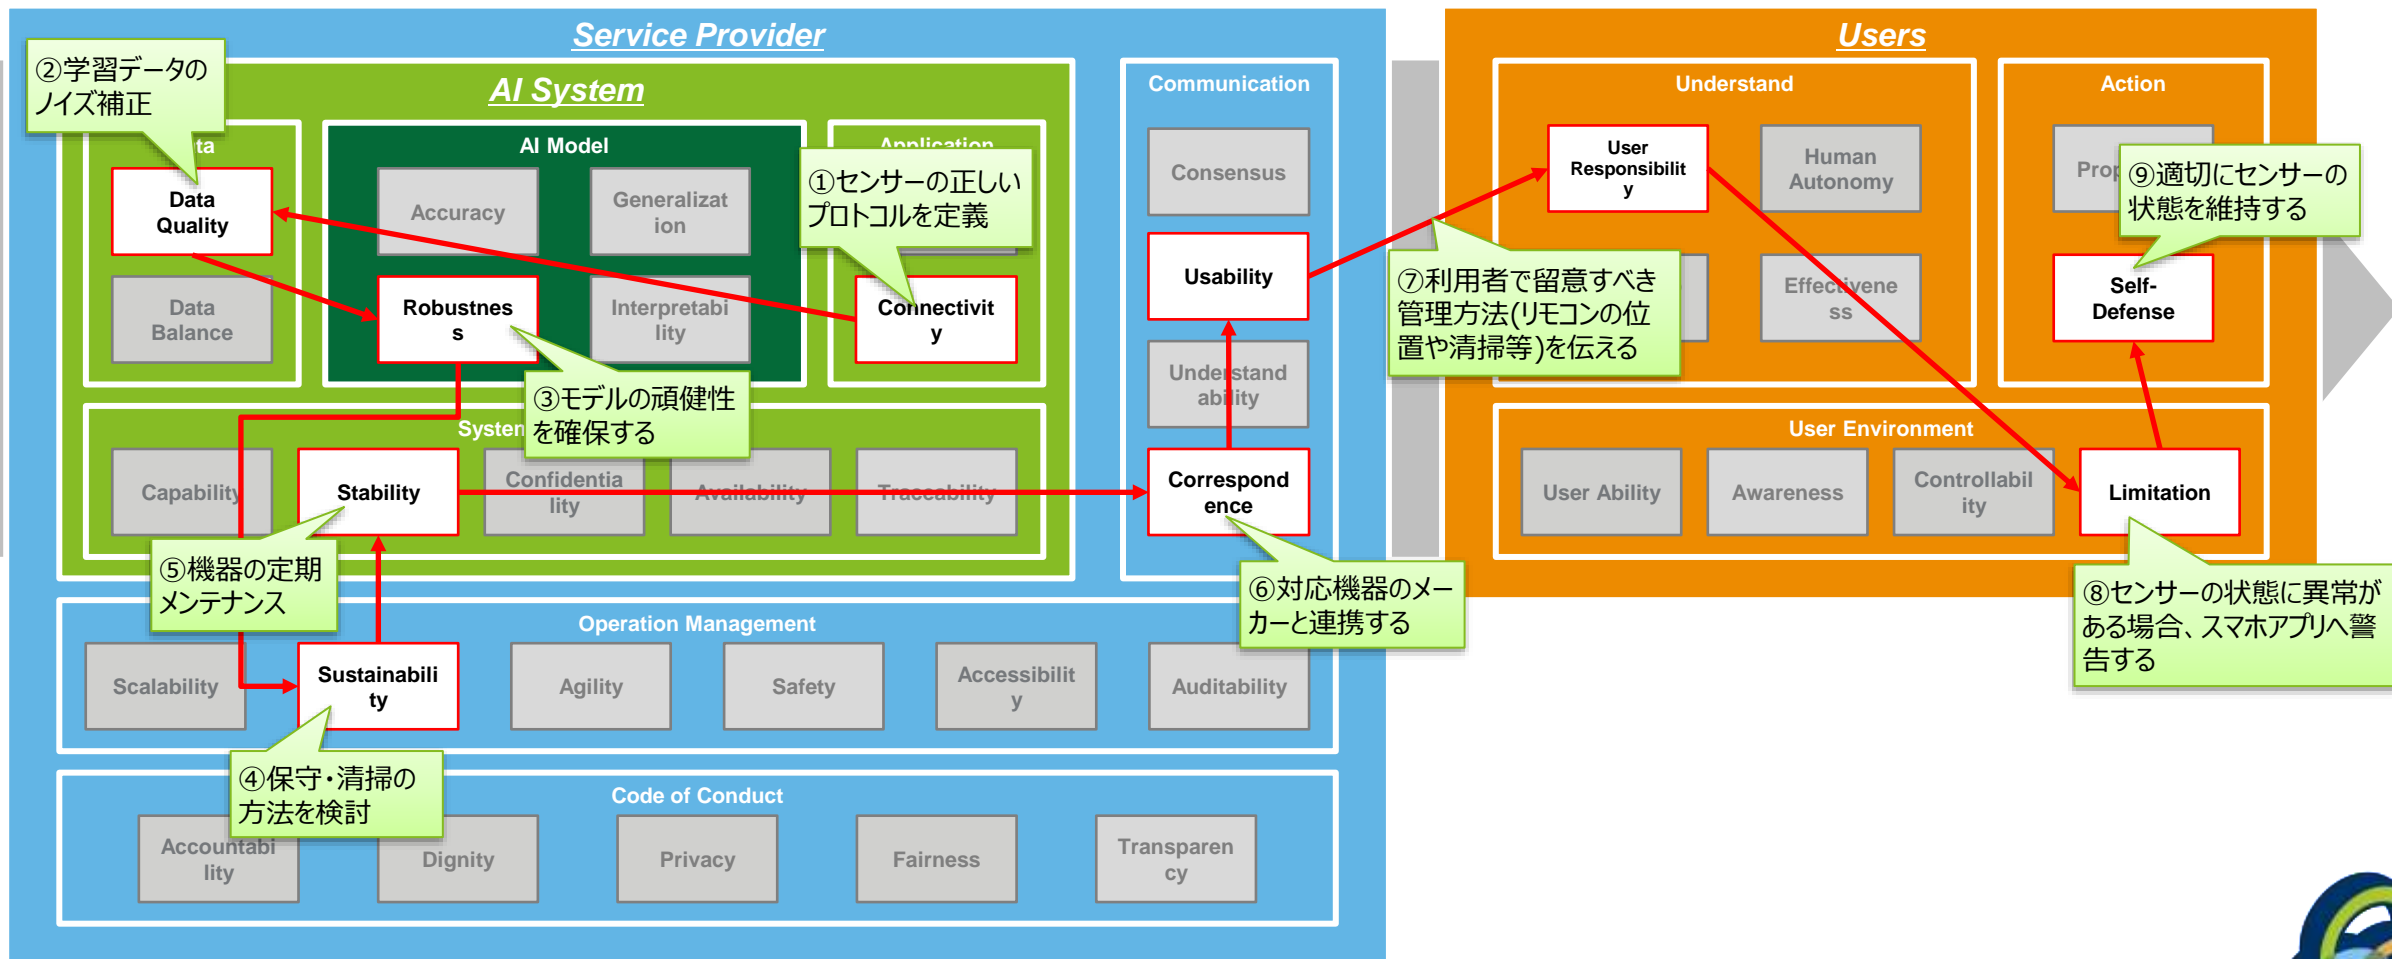 Service Provider
Users
②学習データの
ノイズ補正
AI System
Communication
Understand
Action
ta
AI Model
Application
Data
Quality
Accuracy
Generalizat
ion
①センサーの正しい
プロトコルを定義
Consensus
User
Responsibilit
y
Human
Autonomy
Prop
⑨適切にセンサーの
状態を維持する
Data
Balance
Robustnes
s
Interpretabi
lity
Connectivit
y
Usability
⑦利用者で留意すべき
管理方法(リモコンの位
置や清掃等)を伝える
Effectivene
ss
Self-
Defense
Understand
ability
③モデルの頑健性
を確保する
System
User Environment
Capability
Stability
Confidentia
lity
Availability
Traceability
Correspond
ence
User Ability
Awareness
Controllabil
ity
Limitation
⑤機器の定期
メンテナンス
⑥対応機器のメー
カーと連携する
⑧センサーの状態に異常が
ある場合、スマホアプリへ警
告する
Operation Management
Scalability
Sustainabili
ty
Agility
Safety
Accessibilit
y
Auditability
④保守・清掃の
方法を検討
Code of Conduct
Accountabi
lity
Dignity
Privacy
Fairness
Transparen
cy